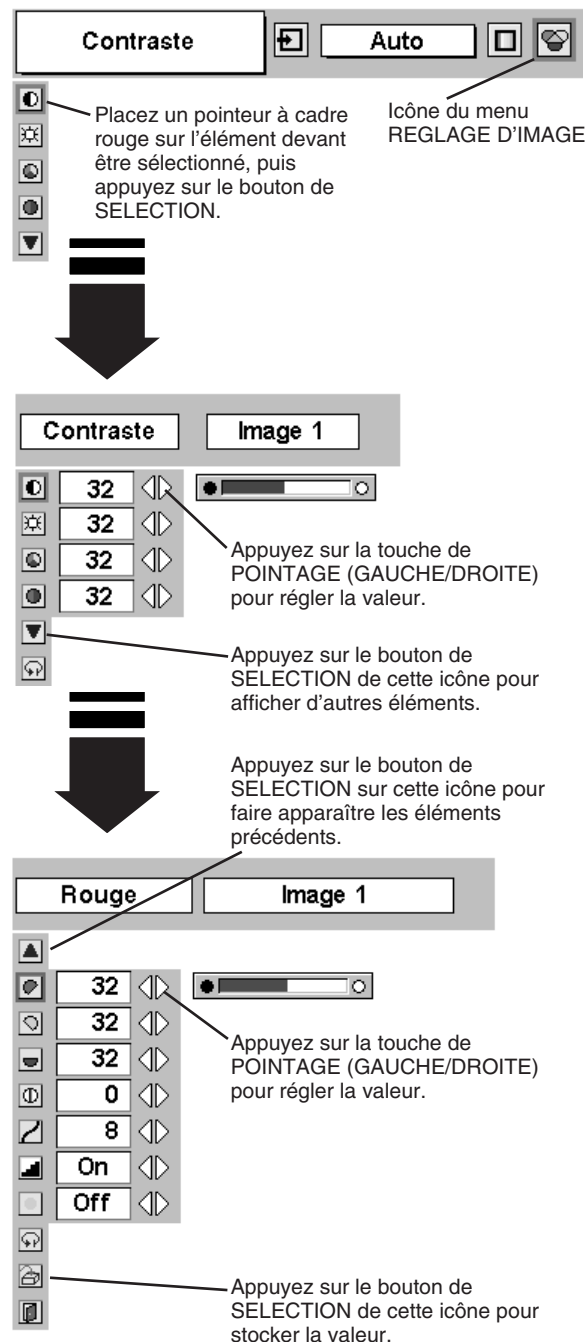 Contraste Auto
Placez un pointeur à cadre
rouge sur l'élément devant
être sélectionné, puis
appuyez sur le bouton de
SELECTION.
Icône du menu
REGLAGE D'IMAGE
Contraste Image 1
32
32
32
32
Appuyez sur la touche de
POINTAGE (GAUCHE/DROITE)
pour régler la valeur.
Appuyez sur le bouton de
SELECTION de cette icône pour
afficher d'autres éléments.
Appuyez sur le bouton de
SELECTION sur cette icône pour
faire apparaître les éléments
précédents.
Rouge Image 1
32
32
32
0
8
On
Off
Appuyez sur la touche de
POINTAGE (GAUCHE/DROITE)
pour régler la valeur.
Appuyez sur le bouton de
SELECTION de cette icône pour
stocker la valeur.